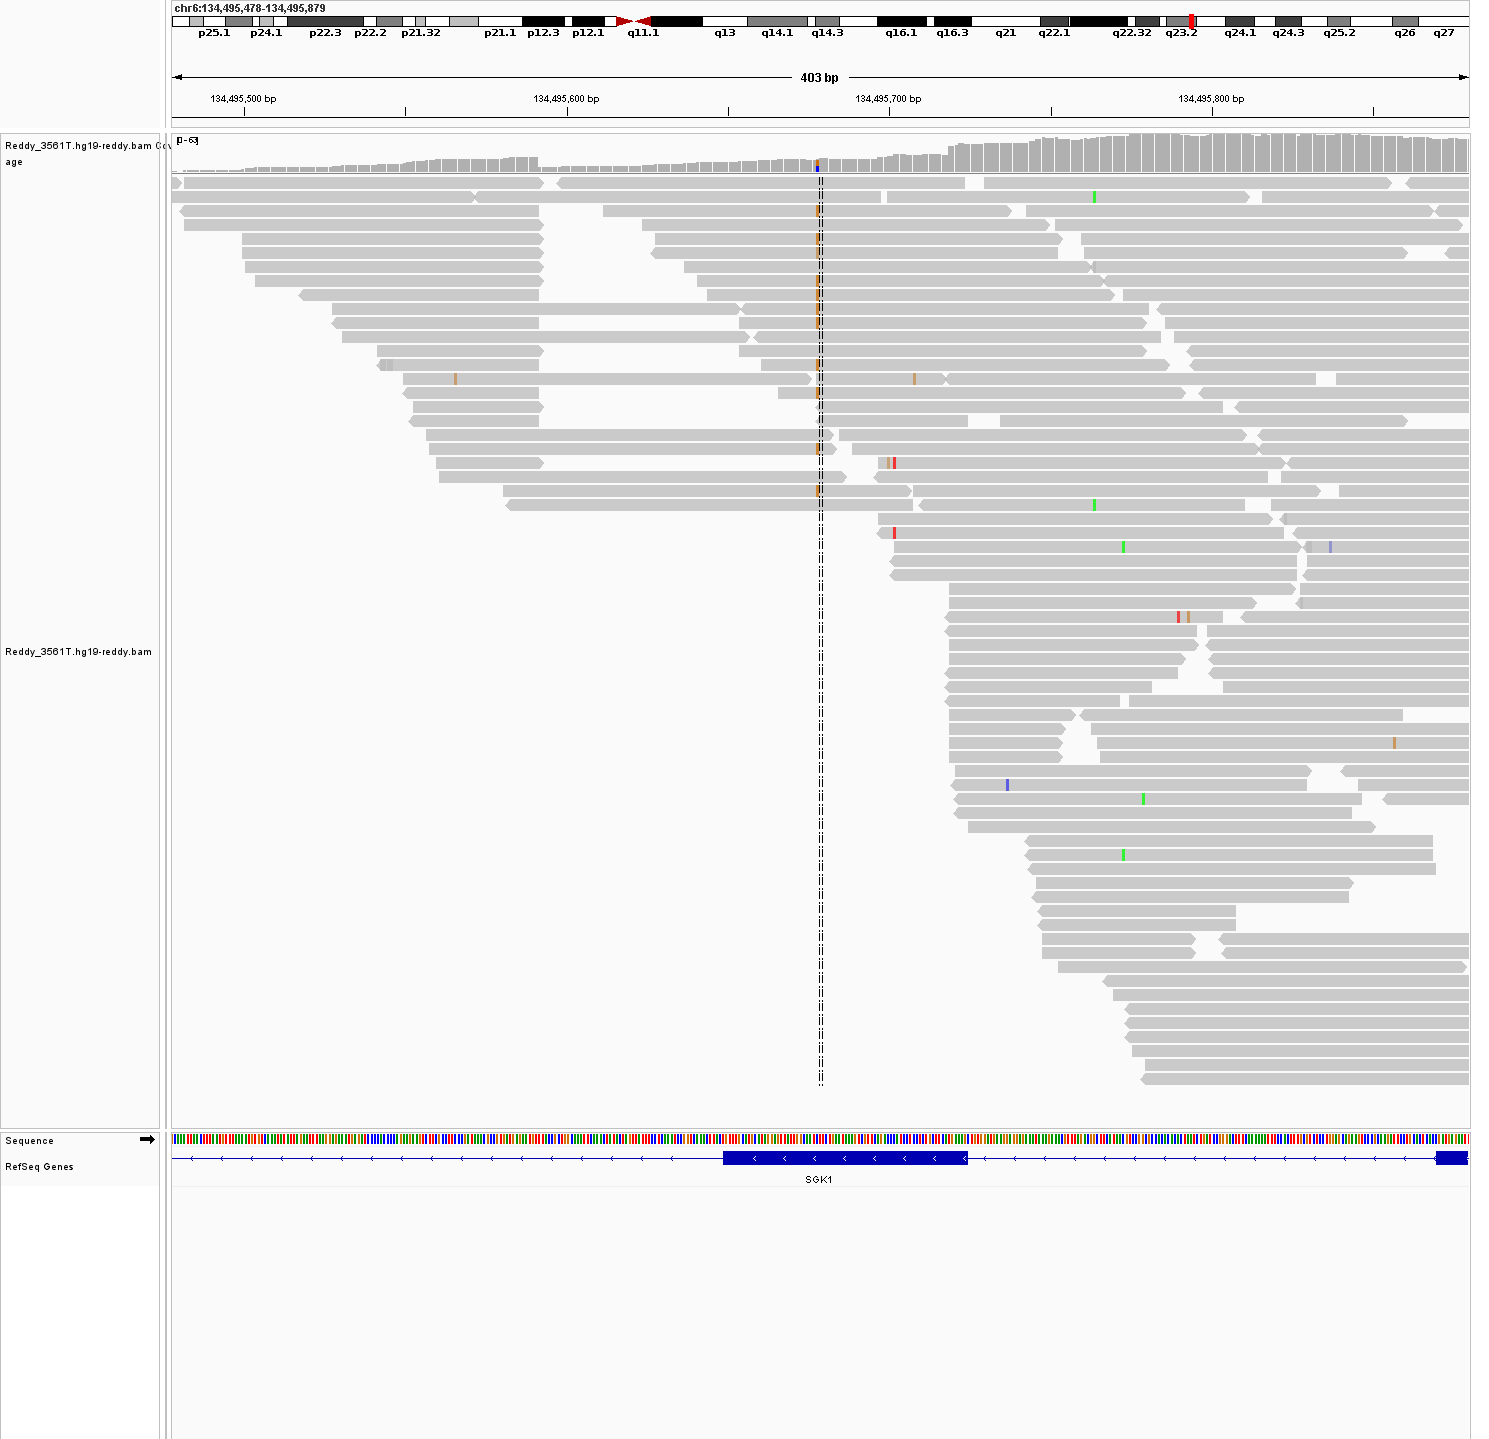 chr6:134,495,478-134,495,879
p25.1 p24.1 p22.3 p22.2 p21.32 p21.1 p12.3 p12.1 q11.1 q13 q14.1 q14.3 q16.1 q16.3 q21 q22.1 q22.32 q23.2 q24.1 q24.3 q25.2 q26 q27
403 bp
134,495,500 bp 134,495,600 bp 134,495,700 bp 134,495,800 bp
[0-63]
Reddy_3561T.hg19-reddy.bam Cov
age
Reddy_3561T.hg19-reddy.bam
Sequence
RefSeq Genes
SGK1